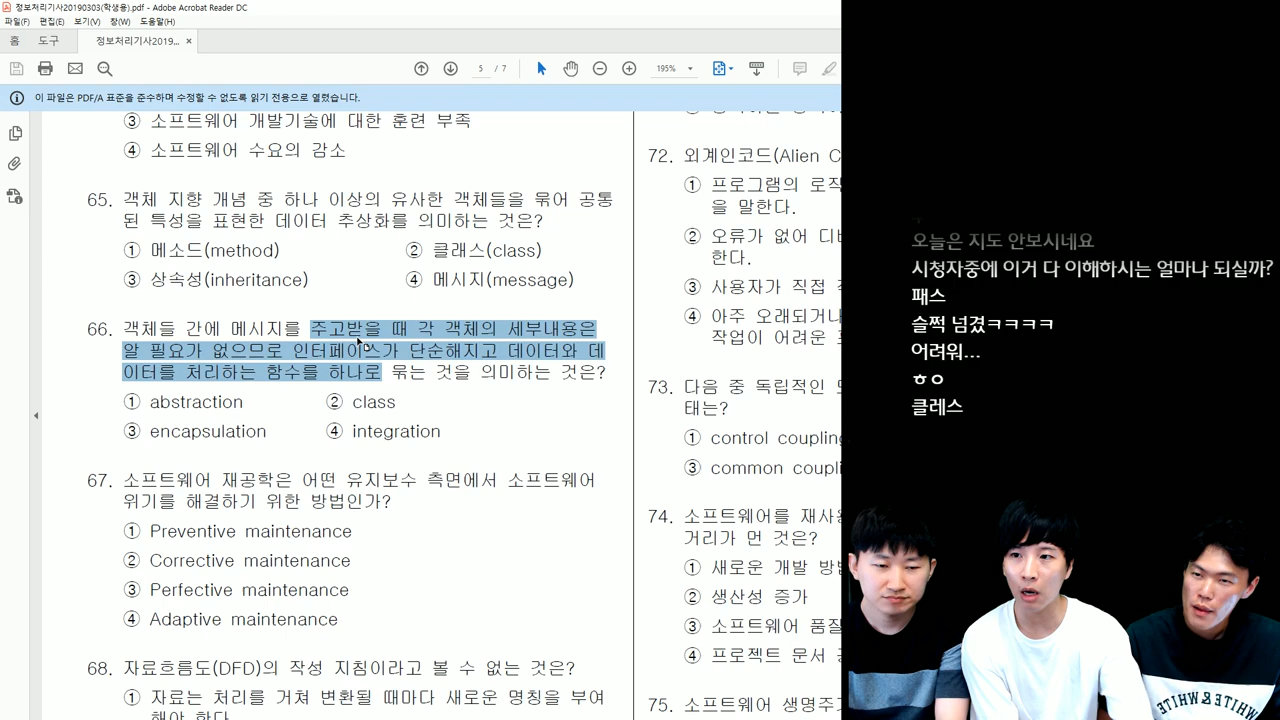 정보처리기사20190303(학생용).pdf - Adobe Acrobat Reader DC
파일(F) 편집(E) 보기(V) 창(W) 도움말(H)
홈 도구 정보처리기사2019... ×
5 / 7 195%
이 파일은 PDF/A 표준을 준수하며 수정할 수 없도록 읽기 전용으로 열렸습니다.
③ 소프트웨어 개발기술에 대한 훈련 부족
④ 소프트웨어 수요의 감소
65. 객체 지향 개념 중 하나 이상의 유사한 객체들을 묶어 공통
된 특성을 표현한 데이터 추상화를 의미하는 것은?
① 메소드(method) ② 클래스(class)
③ 상속성(inheritance) ④ 메시지(message)
66. 객체들 간에 메시지를 주고받을 때 각 객체의 세부내용은
알 필요가 없으므로 인터페이스가 단순해지고 데이터와 데
이터를 처리하는 함수를 하나로 묶는 것을 의미하는 것은?
① abstraction ② class
③ encapsulation ④ integration
67. 소프트웨어 재공학은 어떤 유지보수 측면에서 소프트웨어
위기를 해결하기 위한 방법인가?
① Preventive maintenance
② Corrective maintenance
③ Perfective maintenance
④ Adaptive maintenance
68. 자료흐름도(DFD)의 작성 지침이라고 볼 수 없는 것은?
① 자료는 처리를 거쳐 변환될 때마다 새로운 명칭을 부여
해야 한다.
72. 외계인코드(Alien C
① 프로그램의 로직
을 말한다.
② 오류가 없어 디버
한다.
③ 사용자가 직접
④ 아주 오래되거나
작업이 어려운
73. 다음 중 독립적인
태는?
① control coupling
③ common coupli
74. 소프트웨어를 재사용
거리가 먼 것은?
① 새로운 개발 방법
② 생산성 증가
③ 소프트웨어 품질
④ 프로젝트 문서
75. 소프트웨어 생명주기
오늘은 지도 안보시네요
시청자중에 이거 다 이해하시는 얼마나 되실까?
패스
슬쩍 넘겼ㅋㅋㅋㅋ
어려워...
ㅎㅇ
클레스
WHITE&WHITE